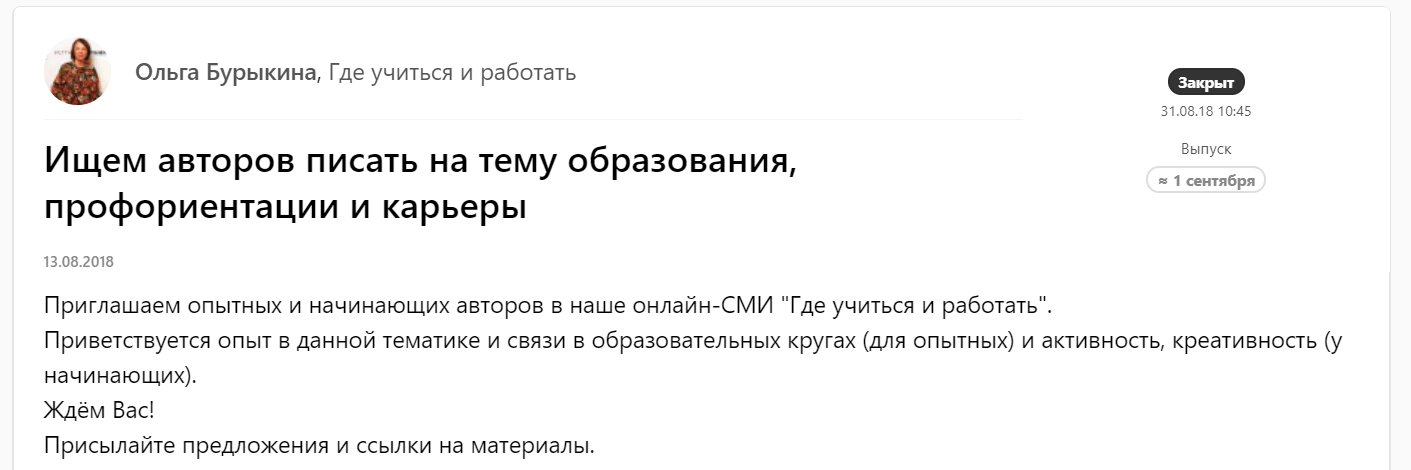 Ольга Бурыкина, Где учиться и работать
Закрыт
31.08.18 10:45
Выпуск
≈ 1 сентября
Ищем авторов писать на тему образования,
профориентации и карьеры
13.08.2018
Приглашаем опытных и начинающих авторов в наше онлайн-СМИ "Где учиться и работать".
Приветствуется опыт в данной тематике и связи в образовательных кругах (для опытных) и активность, креативность (у
начинающих).
Ждём Вас!
Присылайте предложения и ссылки на материалы.